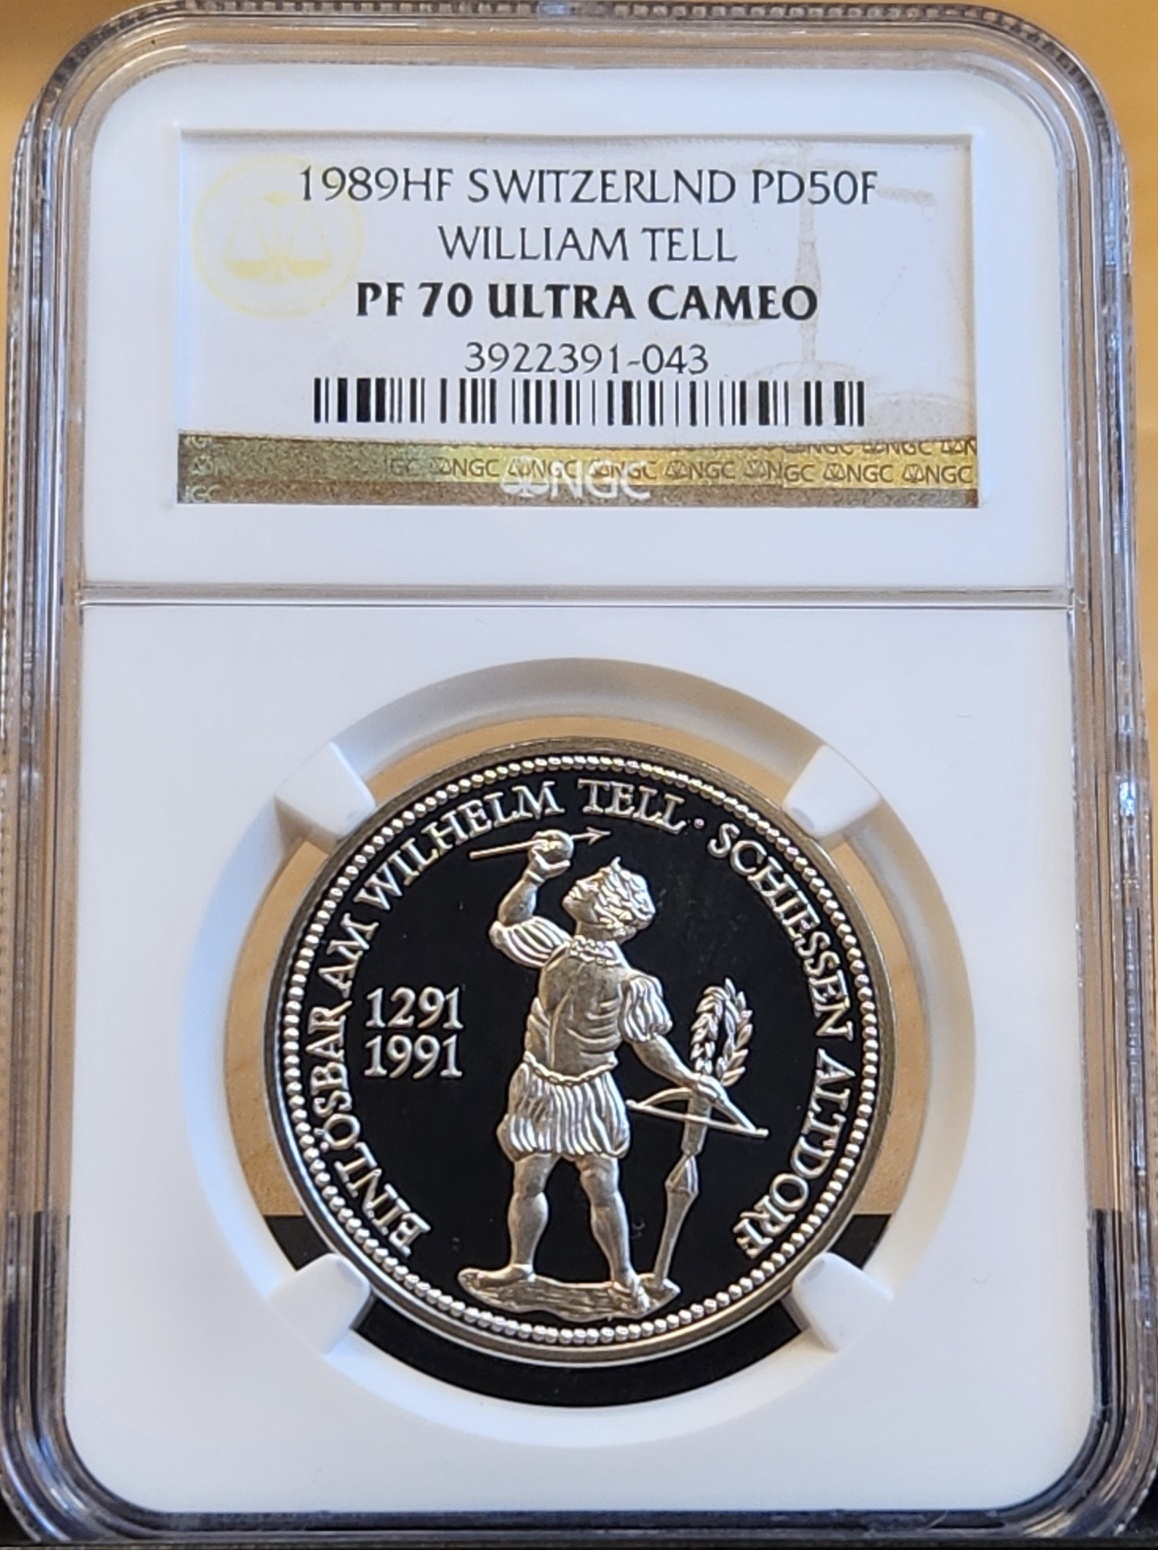 1989HF SWITZERLND PD50F
WILLIAM TELL
PF 70 ULTRA CAMEO
3922391-043
NGC NGC NGC NGC NGC NGC NGC
NGC
EINLÖSBAR AM WILHELM TELL · SCHIESSEN ALTDORF
1291
1991